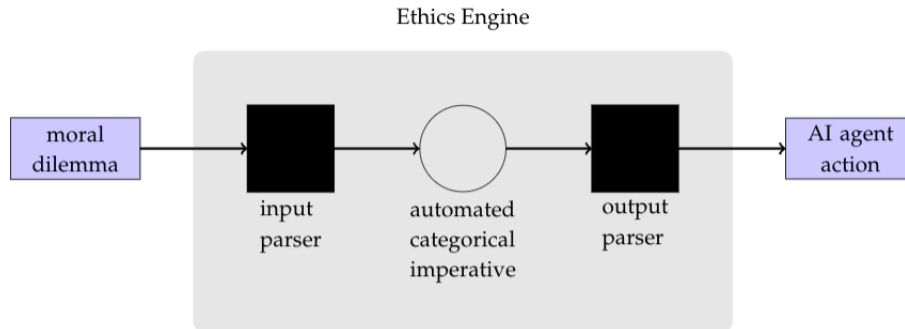 Ethics Engine
moral
dilemma
input
parser
automated
categorical
imperative
output
parser
AI agent
action